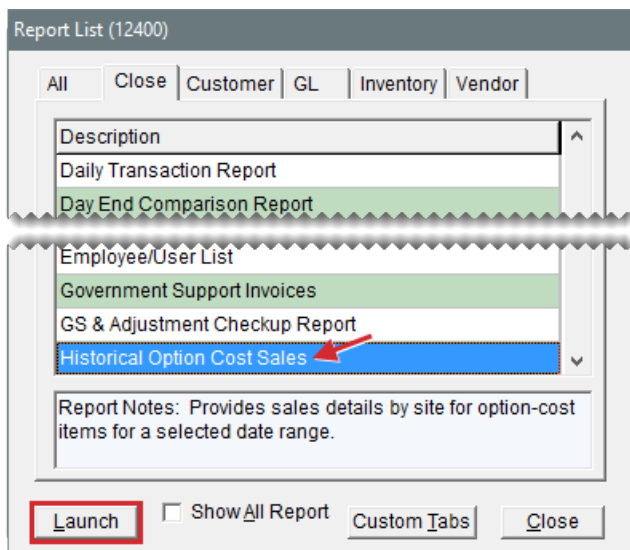 Report List (12400)
All Close Customer GL Inventory Vendor
Description
Daily Transaction Report
Day End Comparison Report
Employee/User List
Government Support Invoices
GS & Adjustment Checkup Report
Historical Option Cost Sales
Report Notes: Provides sales details by site for option-cost
items for a selected date range.
Launch Show All Report Custom Tabs Close